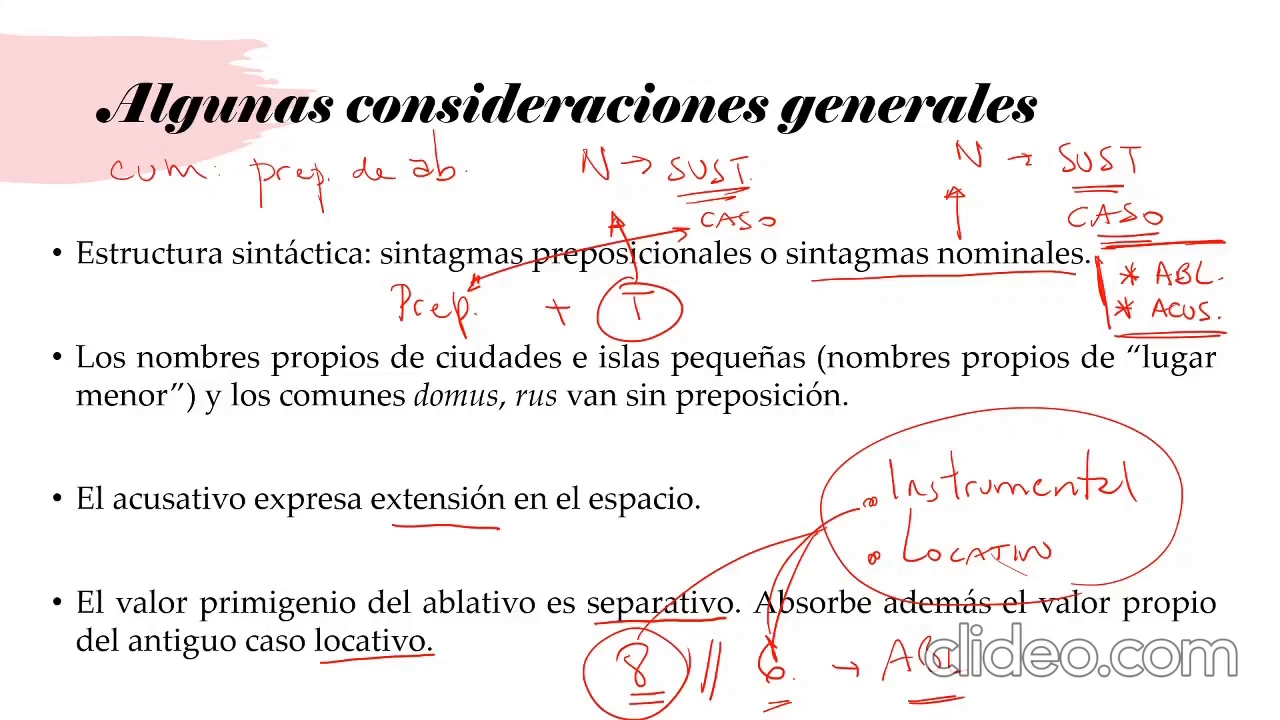 Algunas consideraciones generales
cum: prep. de ab.
N → SUST.
CASO
N → SUST
CASO
• Estructura sintáctica: sintagmas preposicionales o sintagmas nominales.
* ABL.
* ACUS.
Prep. + T
• Los nombres propios de ciudades e islas pequeñas (nombres propios de “lugar
menor”) y los comunes domus, rus van sin preposición.
• Instrumental
• El acusativo expresa extensión en el espacio.
• Locativo
• El valor primigenio del ablativo es separativo. Absorbe además el valor propio
del antiguo caso locativo.
8 // 6. → ABL
clideo.com